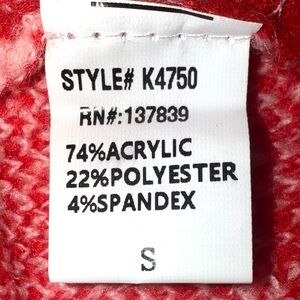 STYLE# K4750
RN#:137839
74%ACRYLIC
22%POLYESTER
4%SPANDEX
S